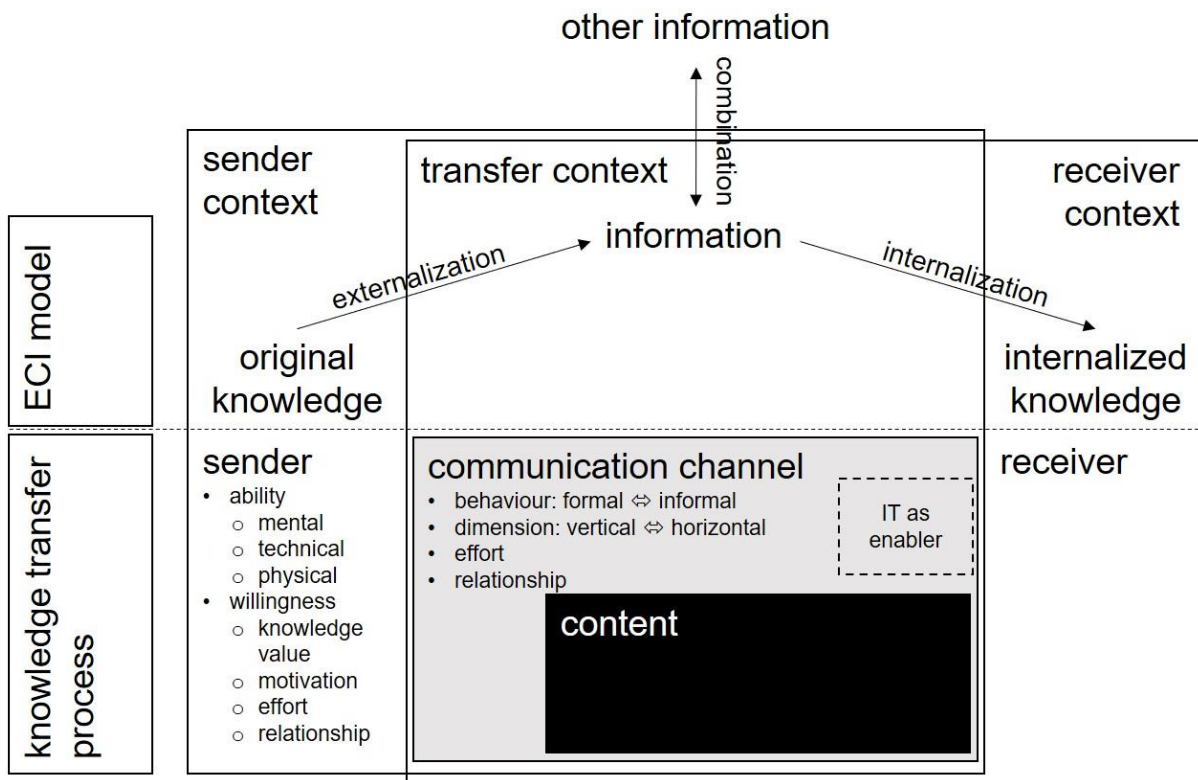 other information
combination
sender
context
transfer context
receiver
context
information
externalization
internalization
ECI model
original
knowledge
internalized
knowledge
knowledge transfer
process
sender
• ability
o mental
o technical
o physical
• willingness
o knowledge
value
o motivation
o effort
o relationship
communication channel
• behaviour: formal ⇔ informal
• dimension: vertical ⇔ horizontal
• effort
• relationship
IT as
enabler
content
receiver